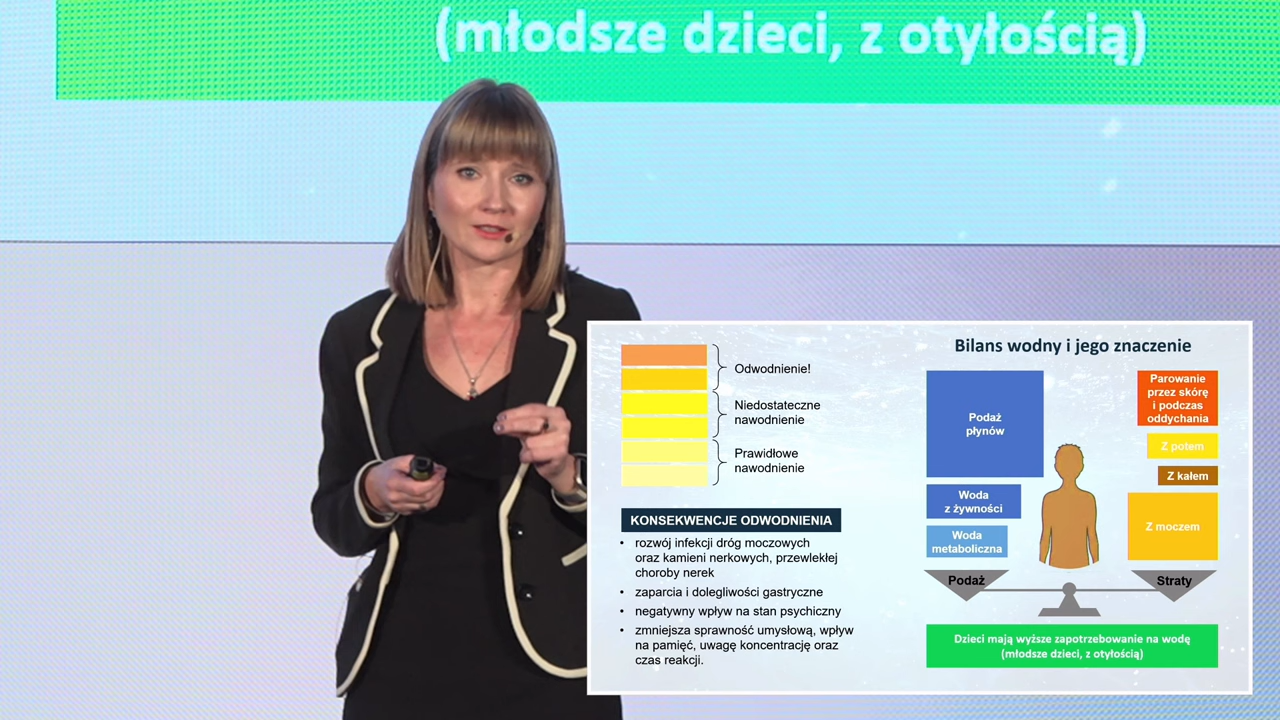 (młodsze dzieci, z otyłością)
Odwodnienie!
Niedostateczne
nawodnienie
Prawidłowe
nawodnienie
KONSEKWENCJE ODWODNIENIA
• rozwój infekcji dróg moczowych
oraz kamieni nerkowych, przewlekłej
choroby nerek
• zaparcia i dolegliwości gastryczne
• negatywny wpływ na stan psychiczny
• zmniejsza sprawność umysłową, wpływ
na pamięć, uwagę koncentrację oraz
czas reakcji.
Bilans wodny i jego znaczenie
Podaż
płynów
Woda
z żywności
Woda
metaboliczna
Parowanie
przez skórę
i podczas
oddychania
Z potem
Z kałem
Z moczem
Podaż
Straty
Dzieci mają wyższe zapotrzebowanie na wodę
(młodsze dzieci, z otyłością)